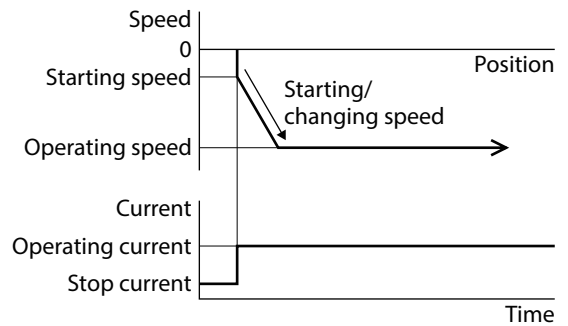 Speed
0
Position
Starting speed
Starting/
changing speed
Operating speed
Current
Operating current
Stop current
Time